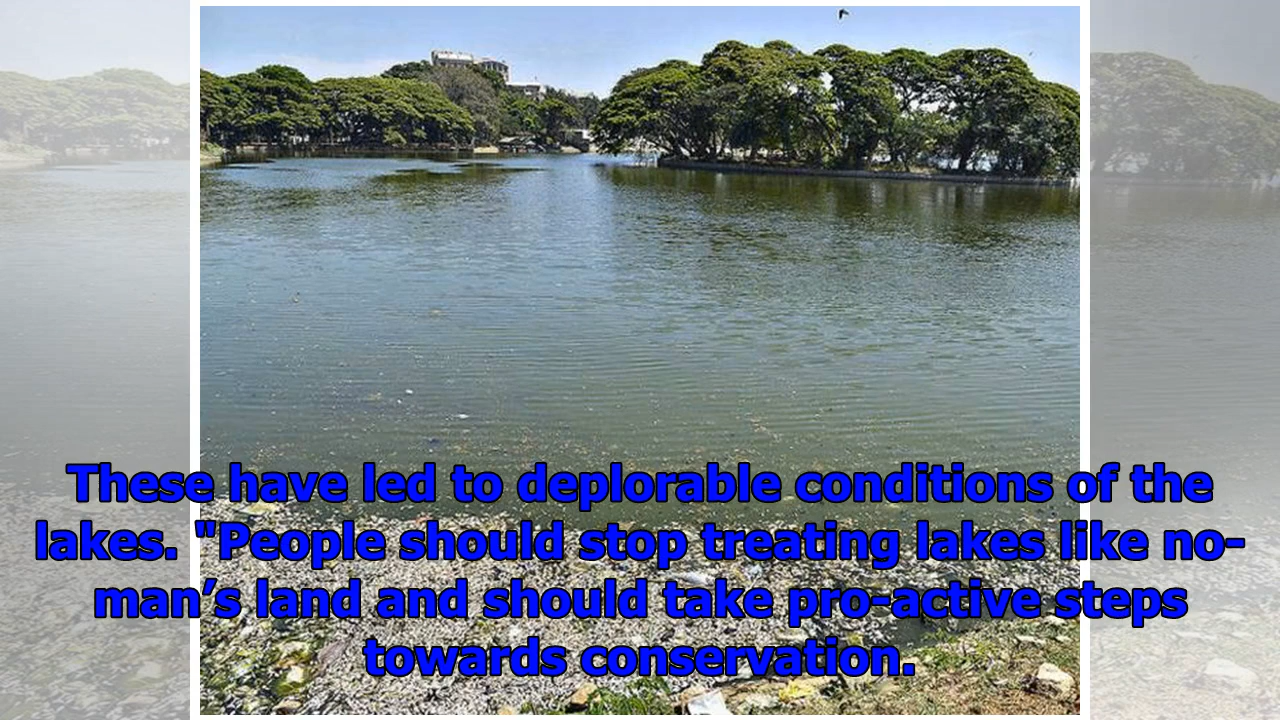 These have led to deplorable conditions of the
lakes. "People should stop treating lakes like no-
man’s land and should take pro-active steps
towards conservation.